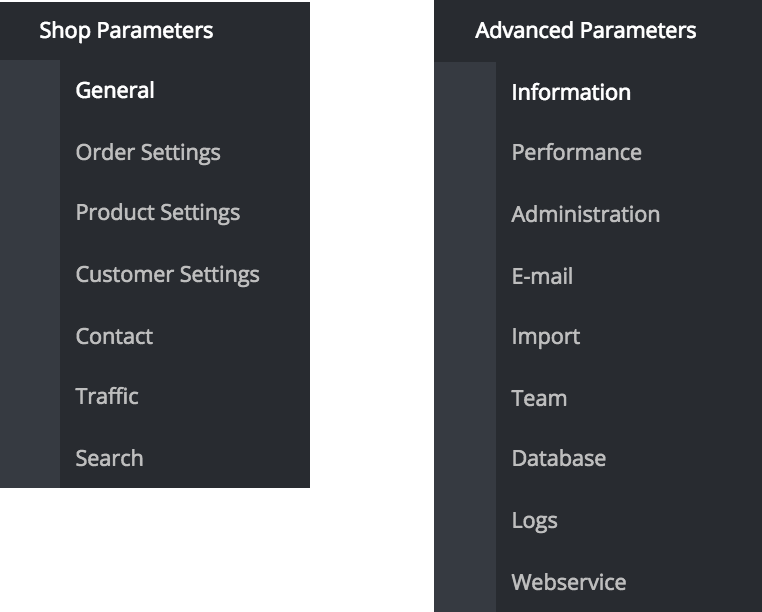 Shop Parameters
General
Order Settings
Product Settings
Customer Settings
Contact
Traffic
Search
Advanced Parameters
Information
Performance
Administration
E-mail
Import
Team
Database
Logs
Webservice